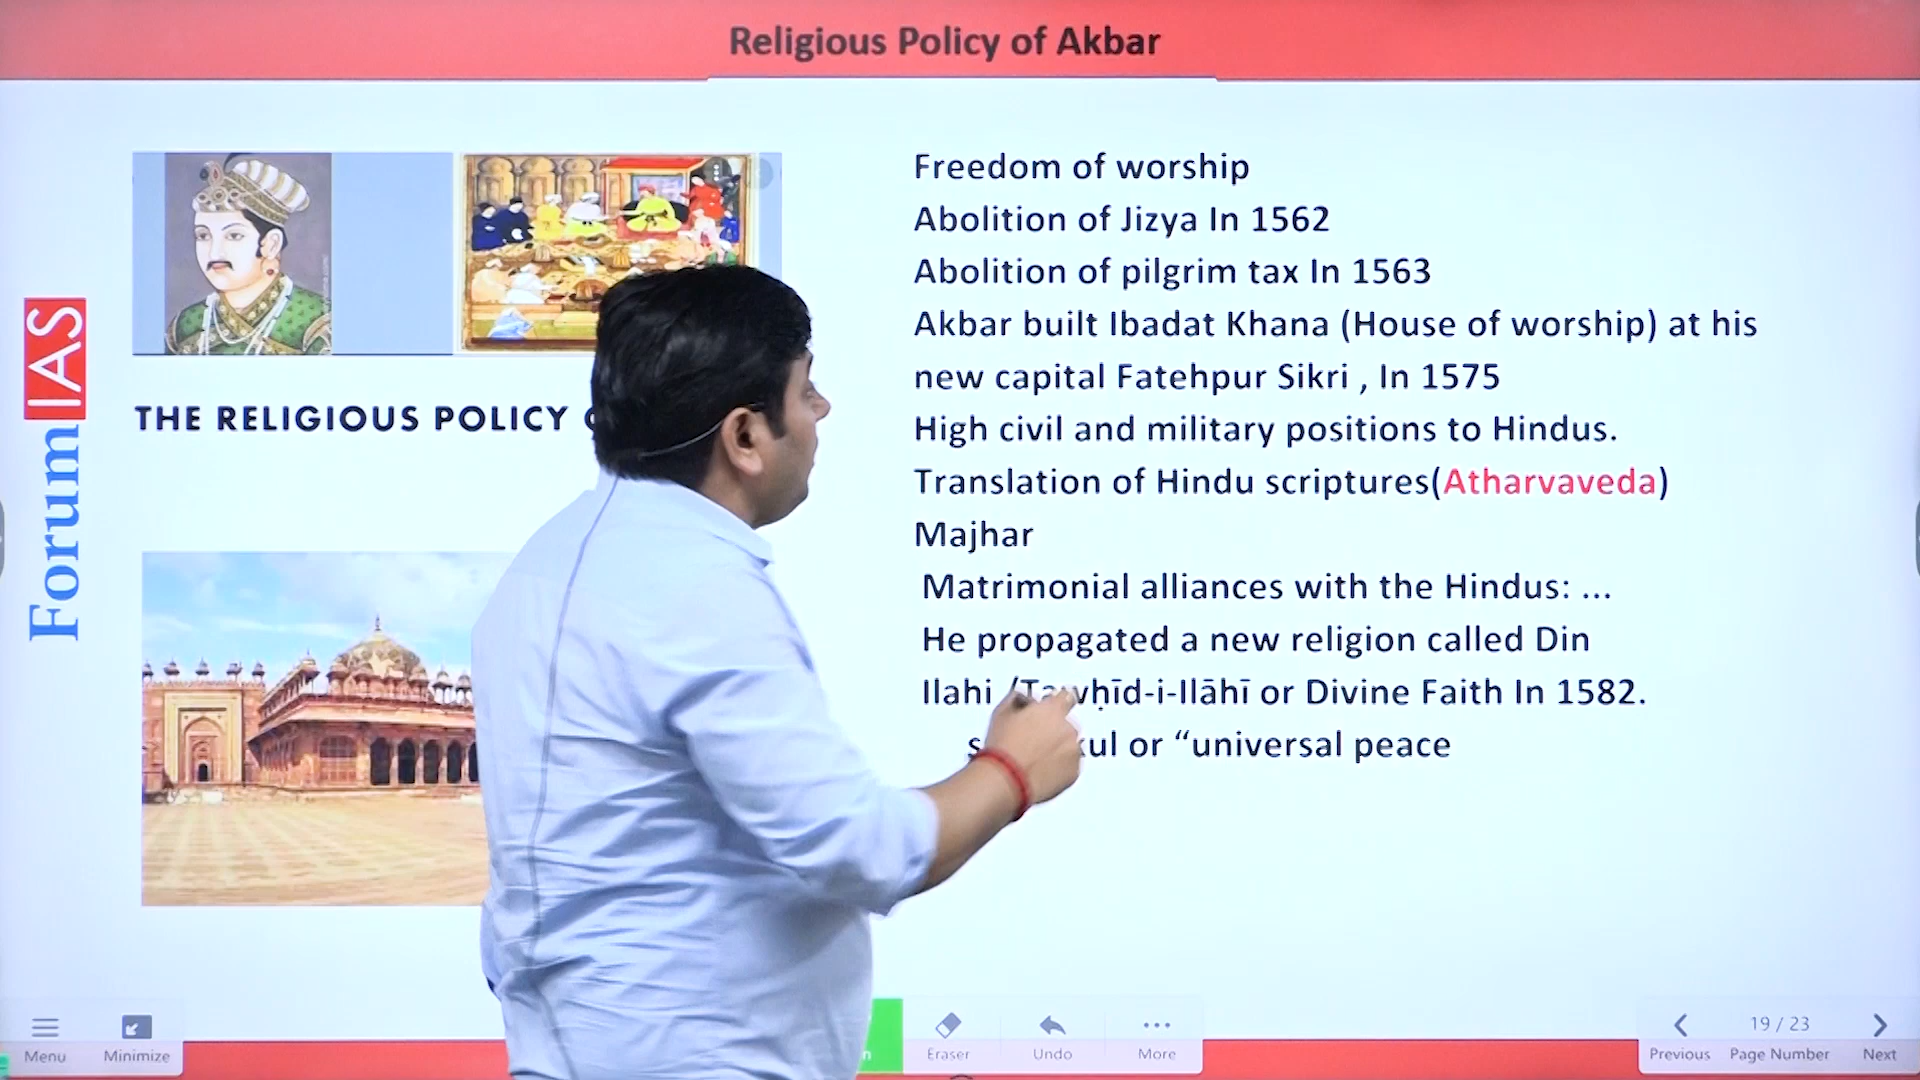 Religious Policy of Akbar
Forum IAS
THE RELIGIOUS POLICY
Freedom of worship
Abolition of Jizya In 1562
Abolition of pilgrim tax In 1563
Akbar built Ibadat Khana (House of worship) at his
new capital Fatehpur Sikri , In 1575
High civil and military positions to Hindus.
Translation of Hindu scriptures(Atharvaveda)
Majhar
Matrimonial alliances with the Hindus: ...
He propagated a new religion called Din
Ilahi /Tawḥīd-i-Ilāhī or Divine Faith In 1582.
or “universal peace
Menu
Minimize
Eraser
Undo
More
19 / 23
Previous
Page Number
Next